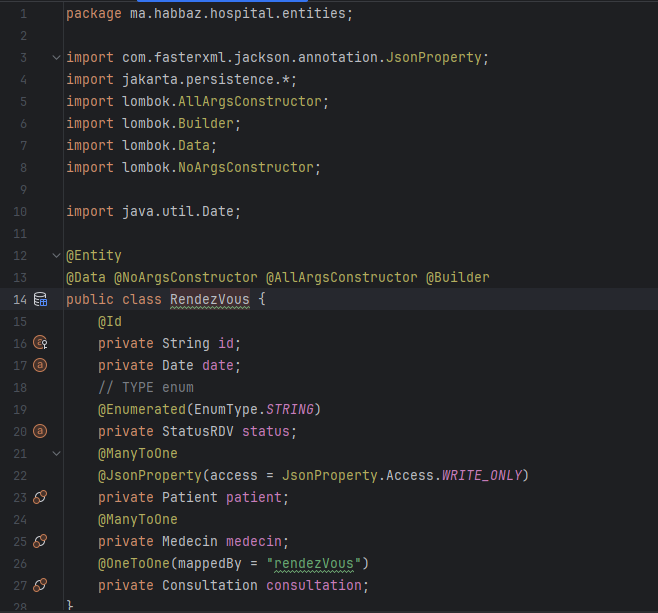 1 package ma.habbaz.hospital.entities;
2
3 import com.fasterxml.jackson.annotation.JsonProperty;
4 import jakarta.persistence.*;
5 import lombok.AllArgsConstructor;
6 import lombok.Builder;
7 import lombok.Data;
8 import lombok.NoArgsConstructor;
9
10 import java.util.Date;
11
12 @Entity
13 @Data @NoArgsConstructor @AllArgsConstructor @Builder
14 public class RendezVous {
15 @Id
16 private String id;
17 private Date date;
18 // TYPE enum
19 @Enumerated(EnumType.STRING)
20 private StatusRDV status;
21 @ManyToOne
22 @JsonProperty(access = JsonProperty.Access.WRITE_ONLY)
23 private Patient patient;
24 @ManyToOne
25 private Medecin medecin;
26 @OneToOne(mappedBy = "rendezVous")
27 private Consultation consultation;
28 }